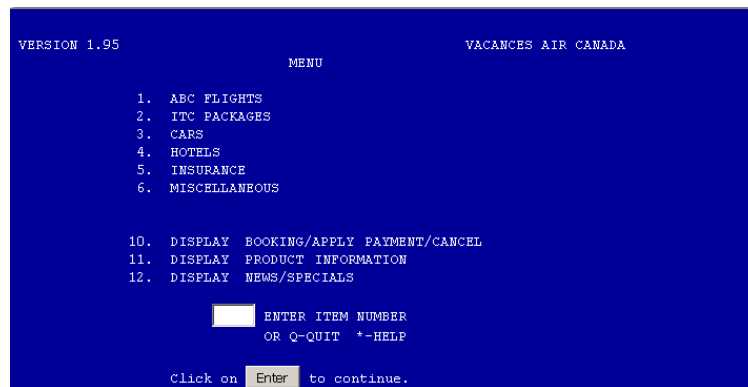 VERSION 1.95 VACANCES AIR CANADA
MENU
1. ABC FLIGHTS
2. ITC PACKAGES
3. CARS
4. HOTELS
5. INSURANCE
6. MISCELLANEOUS
10. DISPLAY BOOKING/APPLY PAYMENT/CANCEL
11. DISPLAY PRODUCT INFORMATION
12. DISPLAY NEWS/SPECIALS
ENTER ITEM NUMBER
OR Q-QUIT *-HELP
Click on Enter to continue.